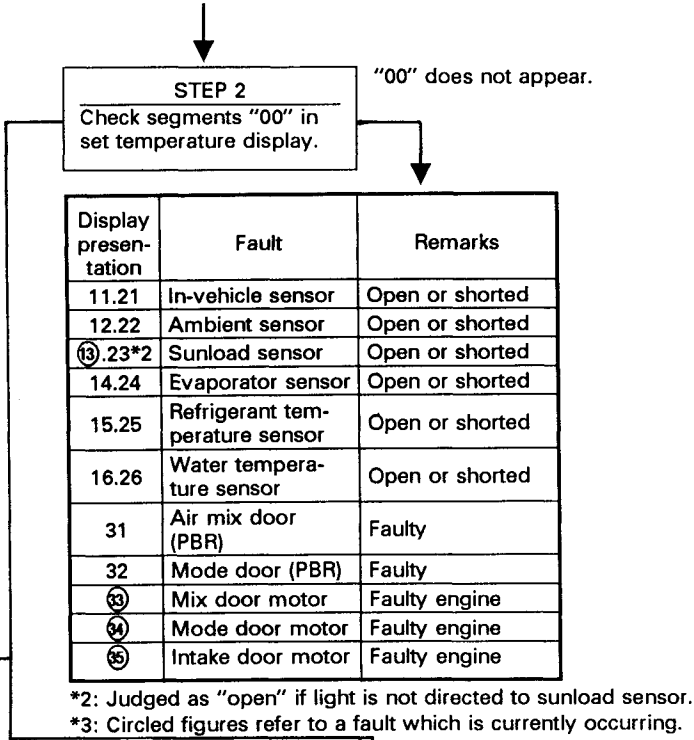 STEP 2
"00" does not appear.
Check segments "00" in
set temperature display.
Display
presen-
tation
Fault
Remarks
11.21 In-vehicle sensor Open or shorted
12.22 Ambient sensor Open or shorted
⑬.23*2 Sunload sensor Open or shorted
14.24 Evaporator sensor Open or shorted
15.25 Refrigerant tem-
perature sensor Open or shorted
16.26 Water tempera-
ture sensor Open or shorted
31 Air mix door
(PBR) Faulty
32 Mode door (PBR) Faulty
㉝ Mix door motor Faulty engine
㉞ Mode door motor Faulty engine
㉟ Intake door motor Faulty engine
*2: Judged as "open" if light is not directed to sunload sensor.
*3: Circled figures refer to a fault which is currently occurring.